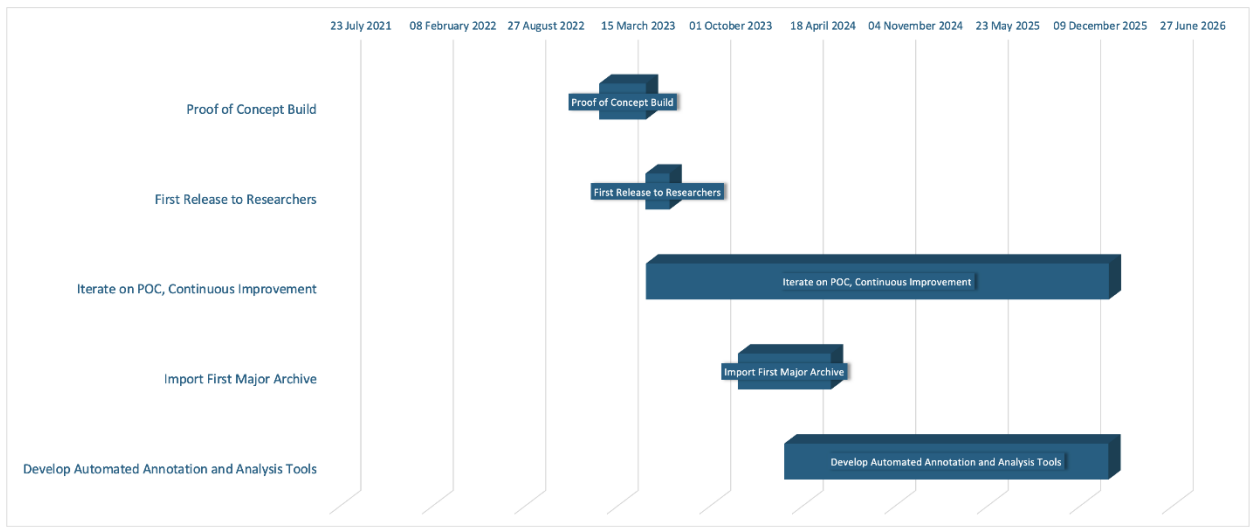 23 July 2021 08 February 2022 27 August 2022 15 March 2023 01 October 2023 18 April 2024 04 November 2024 23 May 2025 09 December 2025 27 June 2026
Proof of Concept Build Proof of Concept Build
First Release to Researchers First Release to Researchers
Iterate on POC, Continuous Improvement Iterate on POC, Continuous Improvement
Import First Major Archive Import First Major Archive
Develop Automated Annotation and Analysis Tools Develop Automated Annotation and Analysis Tools